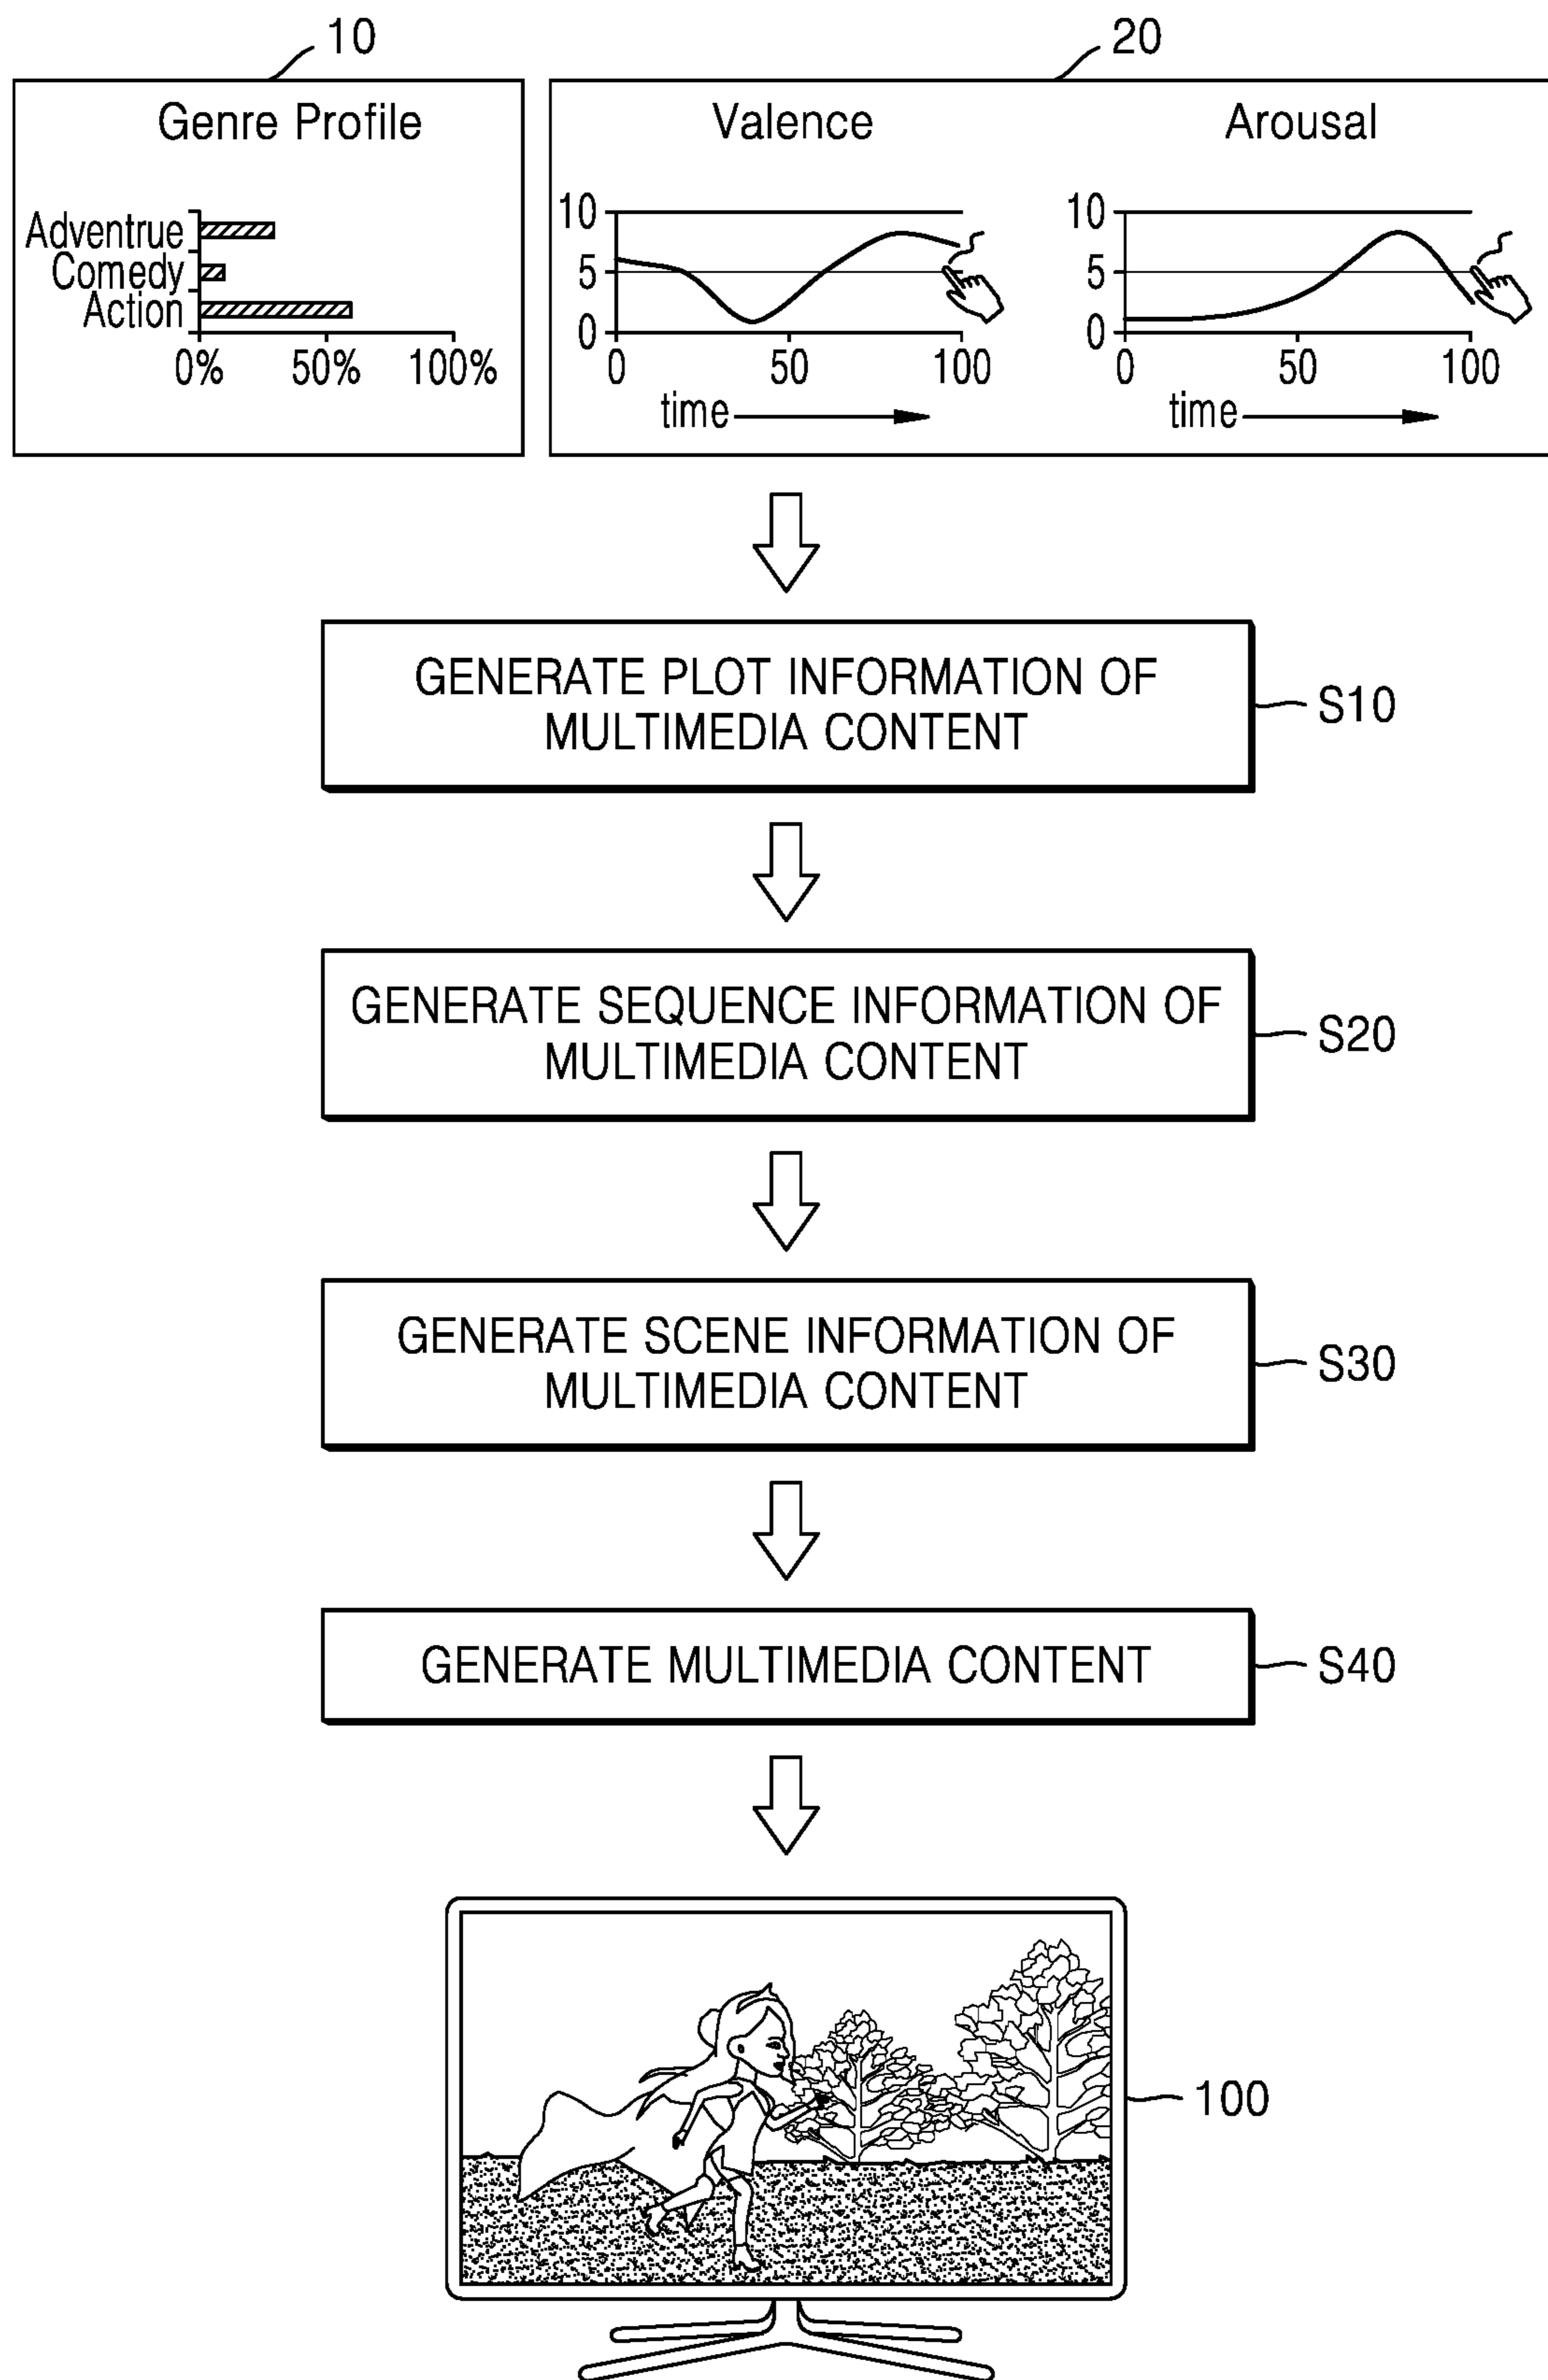 10
20
Genre Profile
Adventrue
Comedy
Action
0% 50% 100%
Valence
10
5
0
0 50 100
time
Arousal
10
5
0
0 50 100
time
GENERATE PLOT INFORMATION OF
MULTIMEDIA CONTENT
S10
GENERATE SEQUENCE INFORMATION OF
MULTIMEDIA CONTENT
S20
GENERATE SCENE INFORMATION OF
MULTIMEDIA CONTENT
S30
GENERATE MULTIMEDIA CONTENT
S40
100